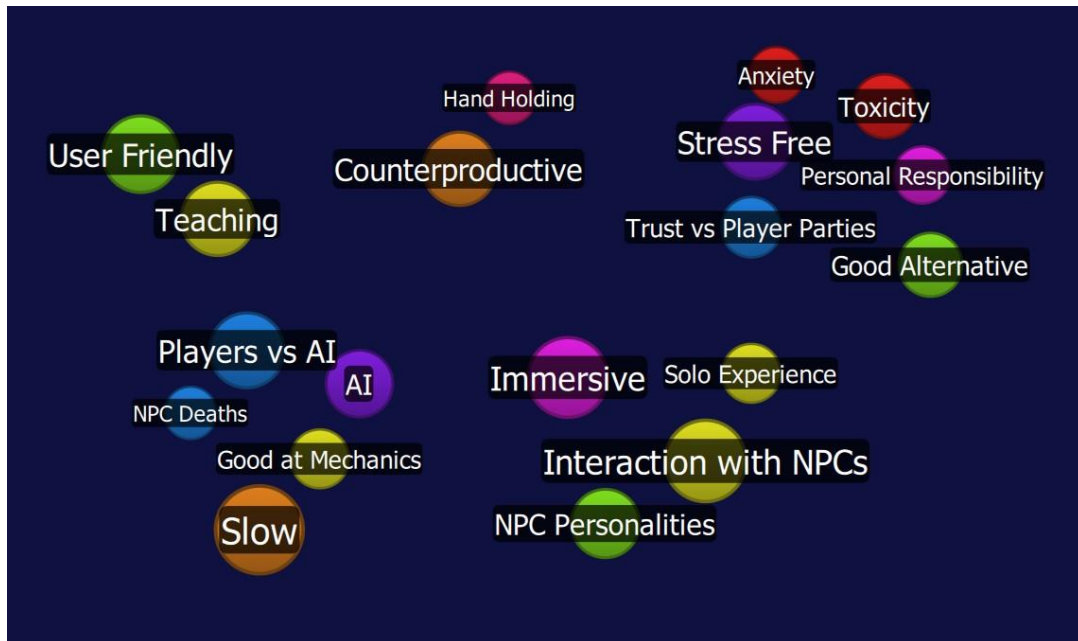 Anxiety
Hand Holding
Toxicity
Stress Free
User Friendly
Counterproductive
Personal Responsibility
Teaching
Trust vs Player Parties
Good Alternative
Players vs AI
Immersive
Solo Experience
AI
NPC Deaths
Good at Mechanics
Interaction with NPCs
NPC Personalities
Slow